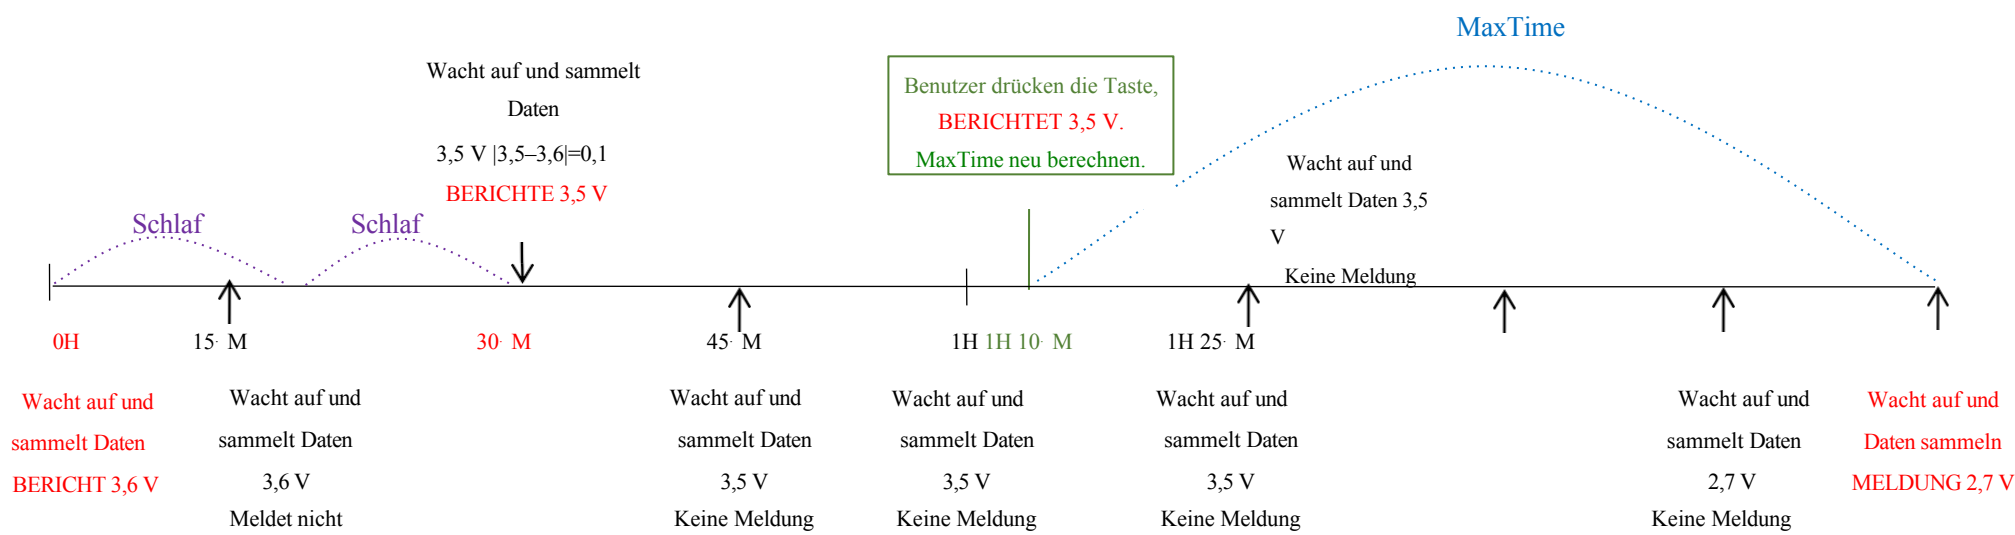 MaxTime
Wacht auf und sammelt
Daten
3,5 V |3,5–3,6|=0,1
BERICHTE 3,5 V
Benutzer drücken die Taste,
BERICHTET 3,5 V.
MaxTime neu berechnen.
Wacht auf und
sammelt Daten 3,5
V
Keine Meldung
Schlaf
Schlaf
0H
15· M
30· M
45· M
1H
1H 10· M
1H 25· M
Wacht auf und
sammelt Daten
BERICHT 3,6 V
Wacht auf und
sammelt Daten
3,6 V
Meldet nicht
Wacht auf und
sammelt Daten
3,5 V
Keine Meldung
Wacht auf und
sammelt Daten
3,5 V
Keine Meldung
Wacht auf und
sammelt Daten
3,5 V
Keine Meldung
Wacht auf und
sammelt Daten
2,7 V
Keine Meldung
Wacht auf und
Daten sammeln
MELDUNG 2,7 V